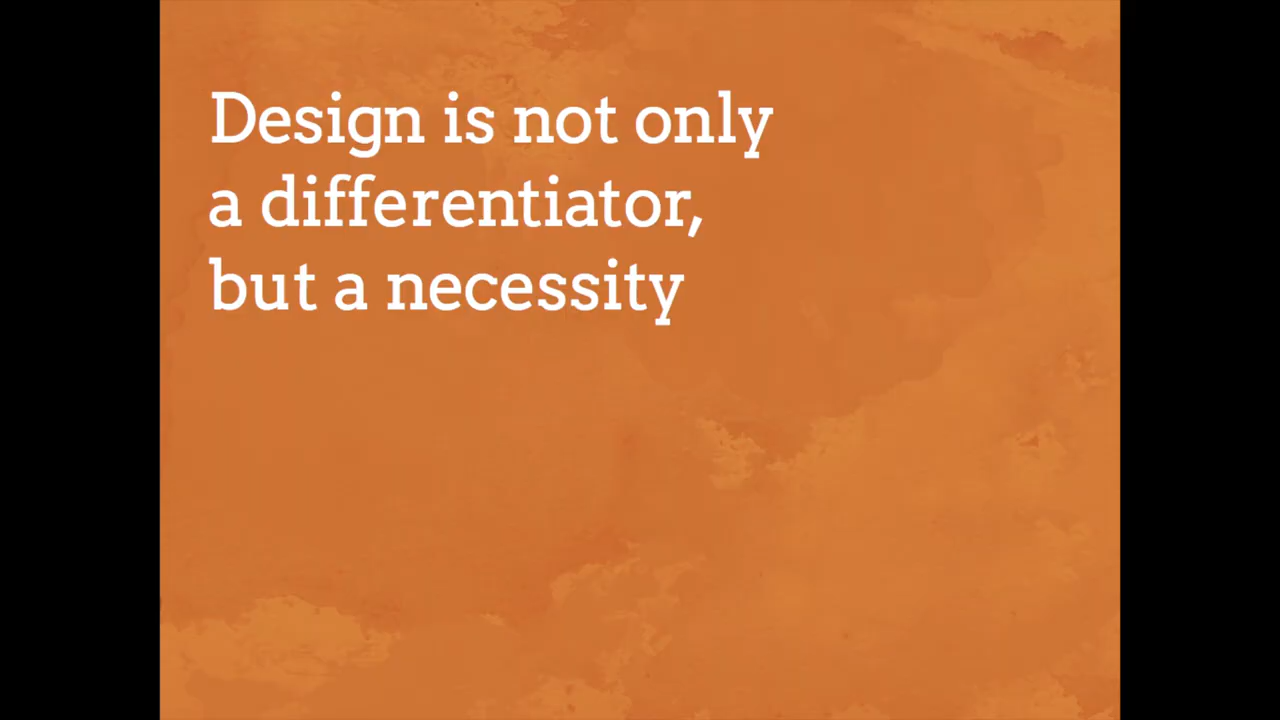 Design is not only
a differentiator,
but a necessity